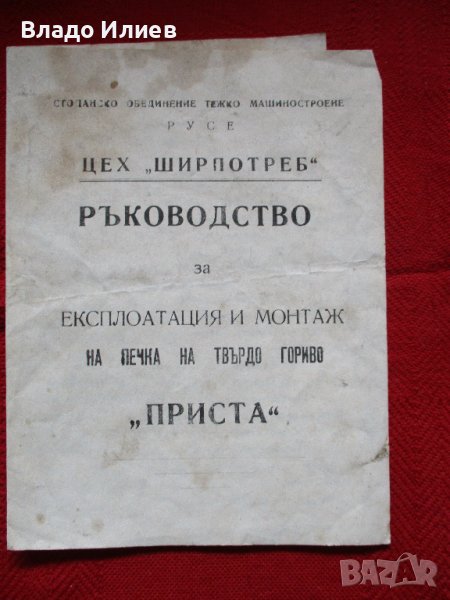 Владо Илиев
СТОПАНСКО ОБЕДИНЕНИЕ ТЕЖКО МАШИНОСТРОЕНЕ
РУСЕ
ЦЕХ „ШИРПОТРЕБ“
РЪКОВОДСТВО
за
ЕКСПЛОАТАЦИЯ И МОНТАЖ
НА ПЕЧКА НА ТВЪРДО ГОРИВО
„ПРИСТА“
BAZAR